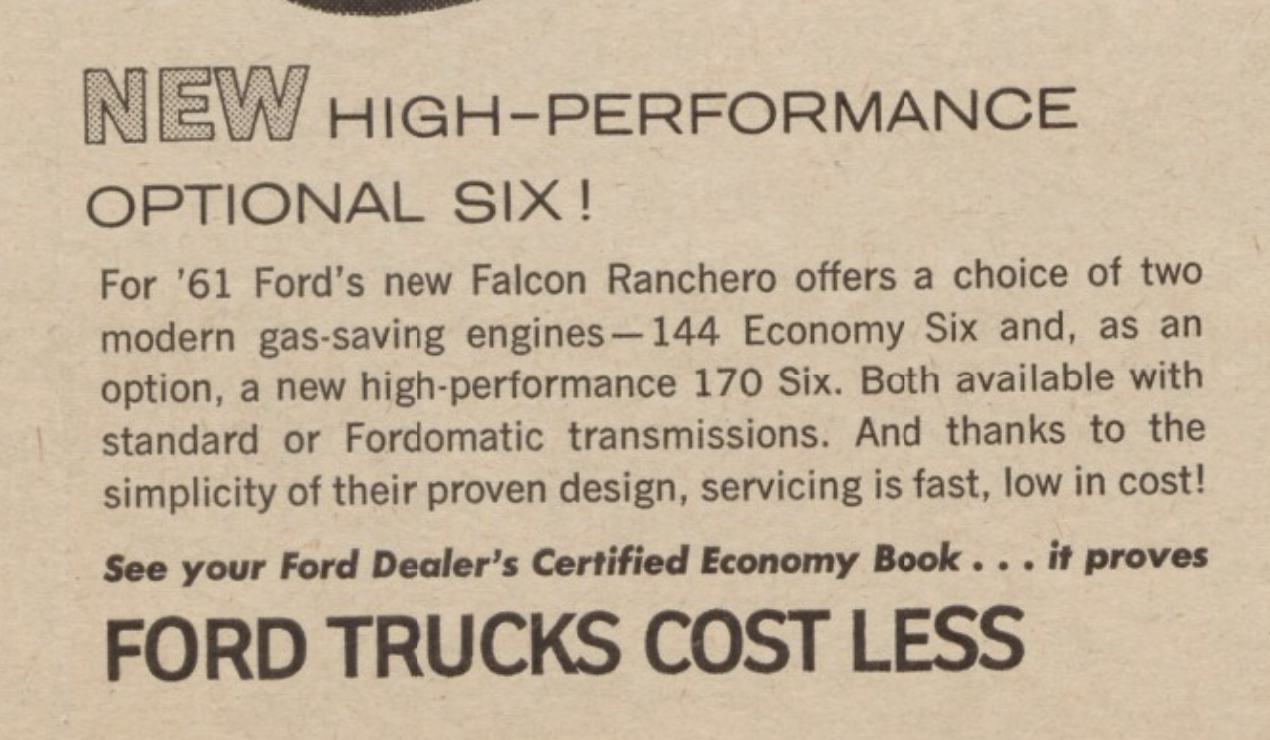 NEW HIGH-PERFORMANCE
OPTIONAL SIX!
For '61 Ford's new Falcon Ranchero offers a choice of two
modern gas-saving engines—144 Economy Six and, as an
option, a new high-performance 170 Six. Both available with
standard or Fordomatic transmissions. And thanks to the
simplicity of their proven design, servicing is fast, low in cost!
See your Ford Dealer's Certified Economy Book . . . it proves
FORD TRUCKS COST LESS